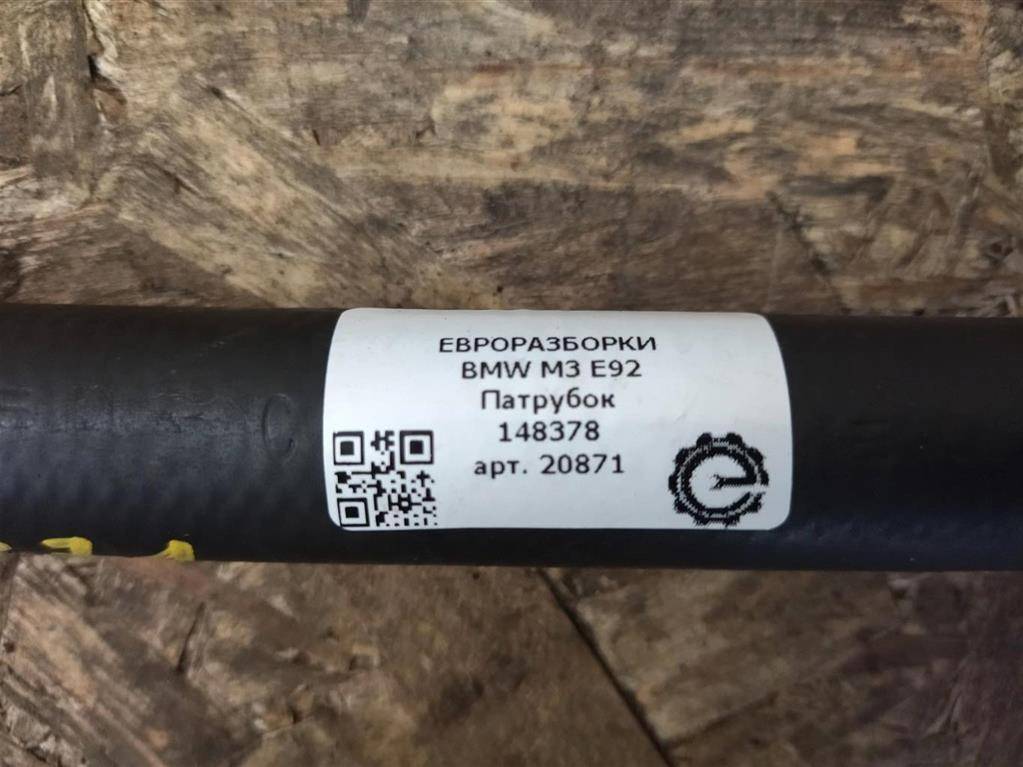 ЕВРОРАЗБОРКИ
BMW M3 E92
Патрубок
148378
арт. 20871